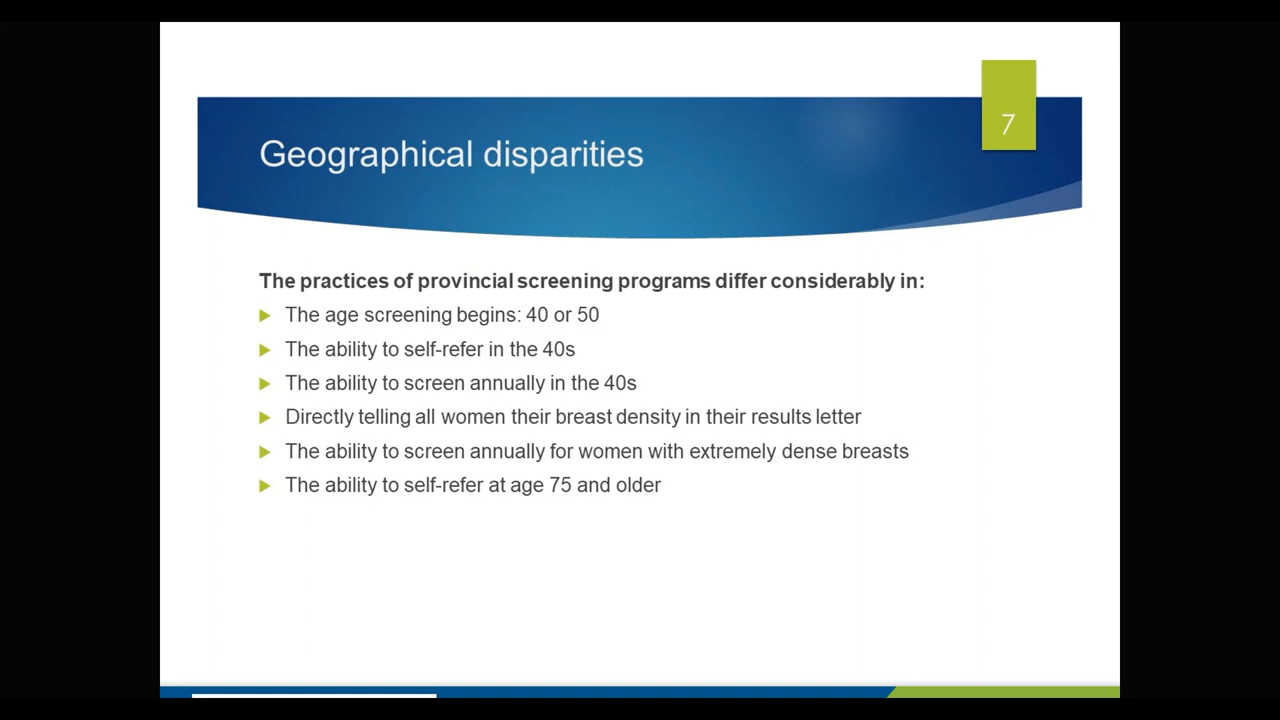 7
Geographical disparities
The practices of provincial screening programs differ considerably in:
The age screening begins: 40 or 50
The ability to self-refer in the 40s
The ability to screen annually in the 40s
Directly telling all women their breast density in their results letter
The ability to screen annually for women with extremely dense breasts
The ability to self-refer at age 75 and older